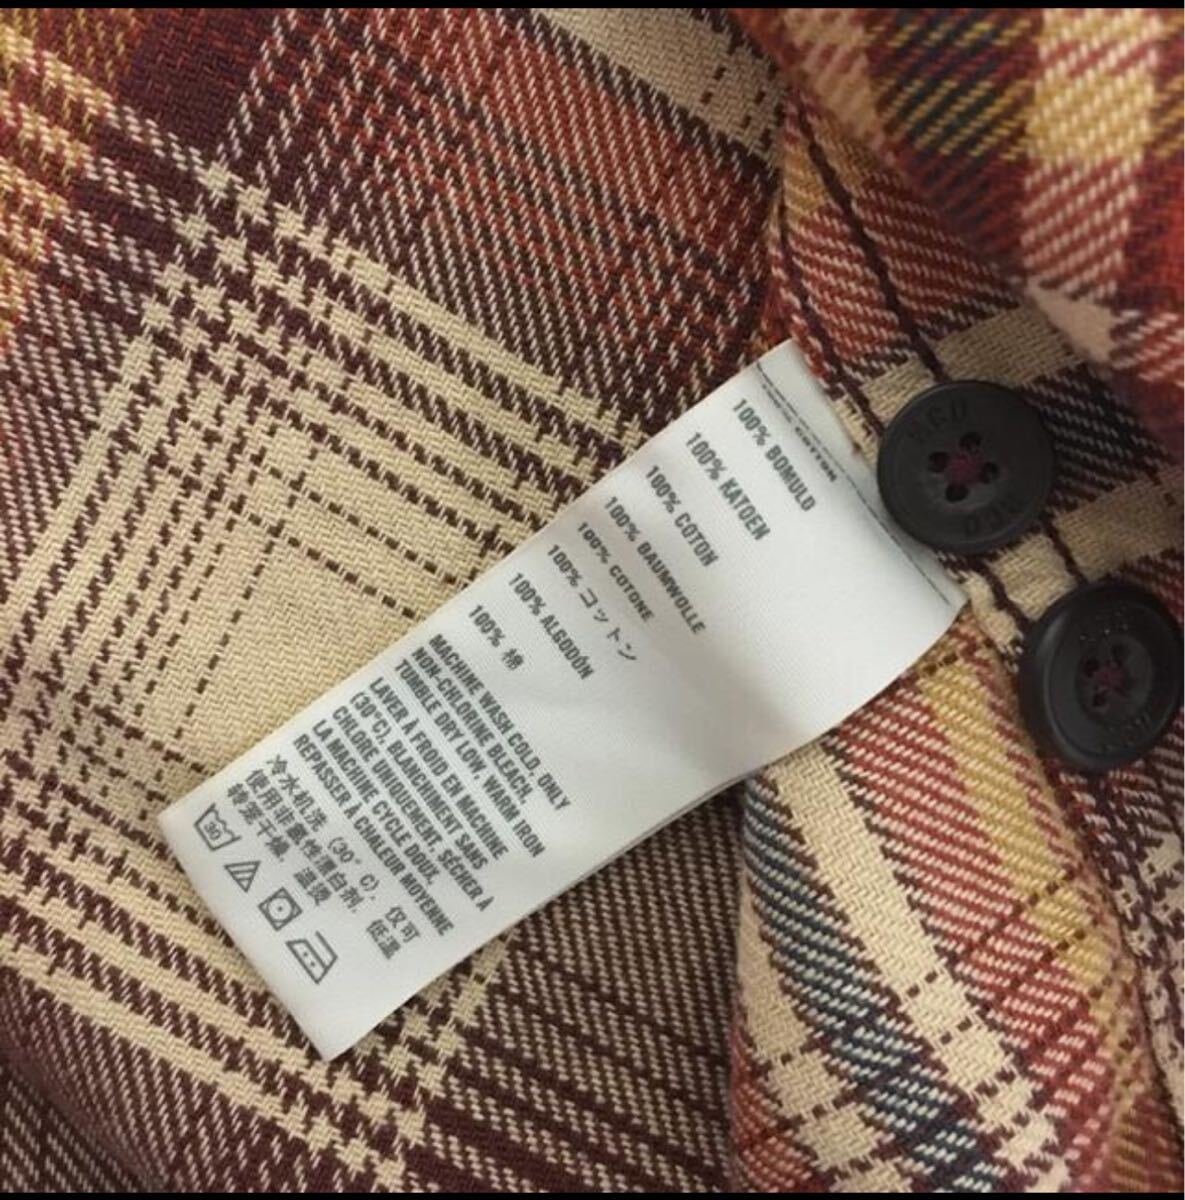 100% BOMULD
100% KATOEN
100% COTON
100% BAUMWOLLE
100% COTONE
100% コットン
100% ALGODÓN
100% 棉
MACHINE WASH COLD, ONLY
NON-CHLORINE BLEACH,
TUMBLE DRY LOW, WARM IRON
LAVER À FROID EN MACHINE
(30°C), BLANCHIMENT SANS
CHLORE UNIQUEMENT, SÉCHER À
LA MACHINE CYCLE DOUX,
REPASSER À CHALEUR MOYENNE
冷水机洗 (30°C). 仅可
使用非氯性漂白剂. 低温
转笼干燥. 温烫
30